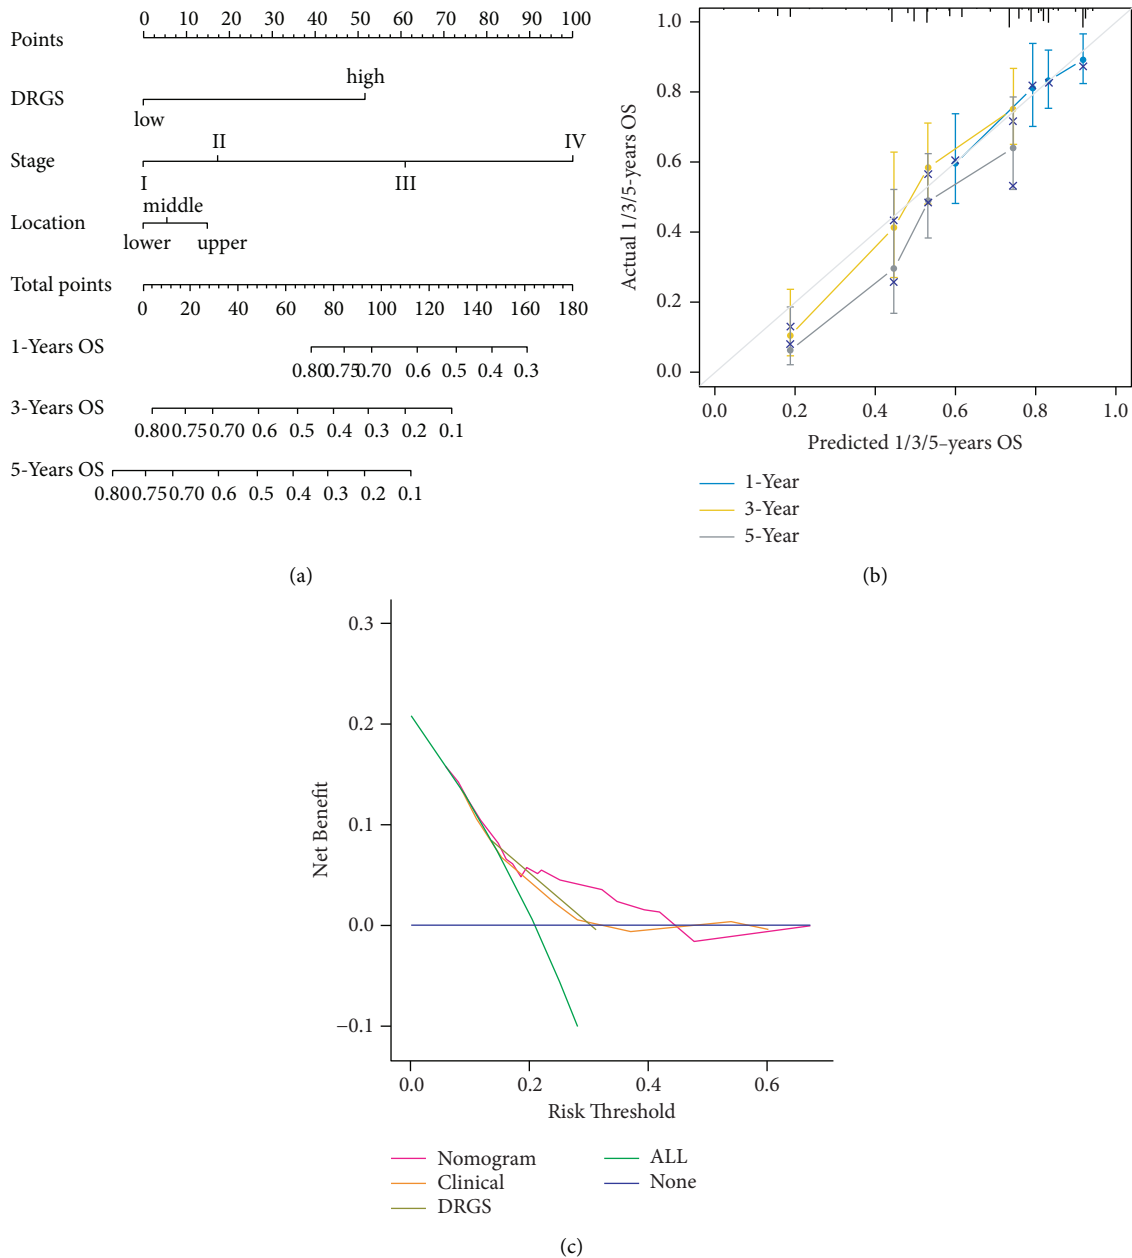 Points
0 10 20 30 40 50 60 70 80 90 100
DRGS
high
low
Stage
II
IV
I
III
Location
middle
lower
upper
Total points
0 20 40 60 80 100 120 140 160 180
1-Years OS
0.80 0.75 0.70 0.6 0.5 0.4 0.3
3-Years OS
0.80 0.75 0.70 0.6 0.5 0.4 0.3 0.2 0.1
5-Years OS
0.80 0.75 0.70 0.6 0.5 0.4 0.3 0.2 0.1
(a)
Actual 1/3/5-years OS
1.0
0.8
0.6
0.4
0.2
0.0
0.0 0.2 0.4 0.6 0.8 1.0
Predicted 1/3/5–years OS
1-Year
3-Year
5-Year
(b)
Net Benefit
0.3
0.2
0.1
0.0
−0.1
0.0 0.2 0.4 0.6
Risk Threshold
Nomogram
Clinical
DRGS
ALL
None
(c)